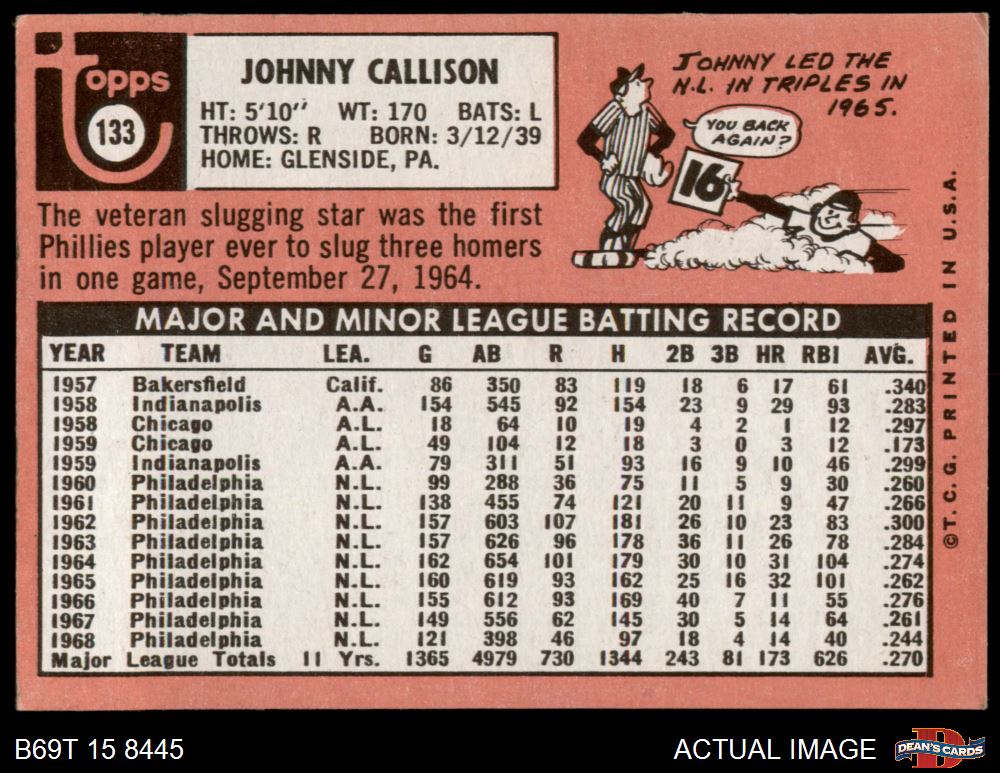 topps
133
JOHNNY CALLISON
HT: 5'10" WT: 170 BATS: L
THROWS: R BORN: 3/12/39
HOME: GLENSIDE, PA.
JOHNNY LED THE
N.L. IN TRIPLES IN
1965.
YOU BACK
AGAIN?
16
The veteran slugging star was the first
Phillies player ever to slug three homers
in one game, September 27, 1964.
MAJOR AND MINOR LEAGUE BATTING RECORD
YEAR TEAM LEA. G AB R H 2B 3B HR RBI AVG.
1957 Bakersfield Calif. 86 350 83 119 18 6 17 61 .340
1958 Indianapolis A.A. 154 545 92 154 23 9 29 93 .283
1958 Chicago A.L. 18 64 10 19 4 2 1 12 .297
1959 Chicago A.L. 49 104 12 18 3 0 3 12 .173
1959 Indianapolis A.A. 79 311 51 93 16 9 10 46 .299
1960 Philadelphia N.L. 99 288 36 75 11 5 9 30 .260
1961 Philadelphia N.L. 138 455 74 121 20 11 9 47 .266
1962 Philadelphia N.L. 157 603 107 181 26 10 23 83 .300
1963 Philadelphia N.L. 157 626 96 178 36 11 26 78 .284
1964 Philadelphia N.L. 162 654 101 179 30 10 31 104 .274
1965 Philadelphia N.L. 160 619 93 162 25 16 32 101 .262
1966 Philadelphia N.L. 155 612 93 169 40 7 11 55 .276
1967 Philadelphia N.L. 149 556 62 145 30 5 14 64 .261
1968 Philadelphia N.L. 121 398 46 97 18 4 14 40 .244
Major League Totals 11 Yrs. 1365 4979 730 1344 243 81 173 626 .270
©T.C.G. PRINTED IN U.S.A.
B69T 15 8445
ACTUAL IMAGE
D
DEAN'S CARDS